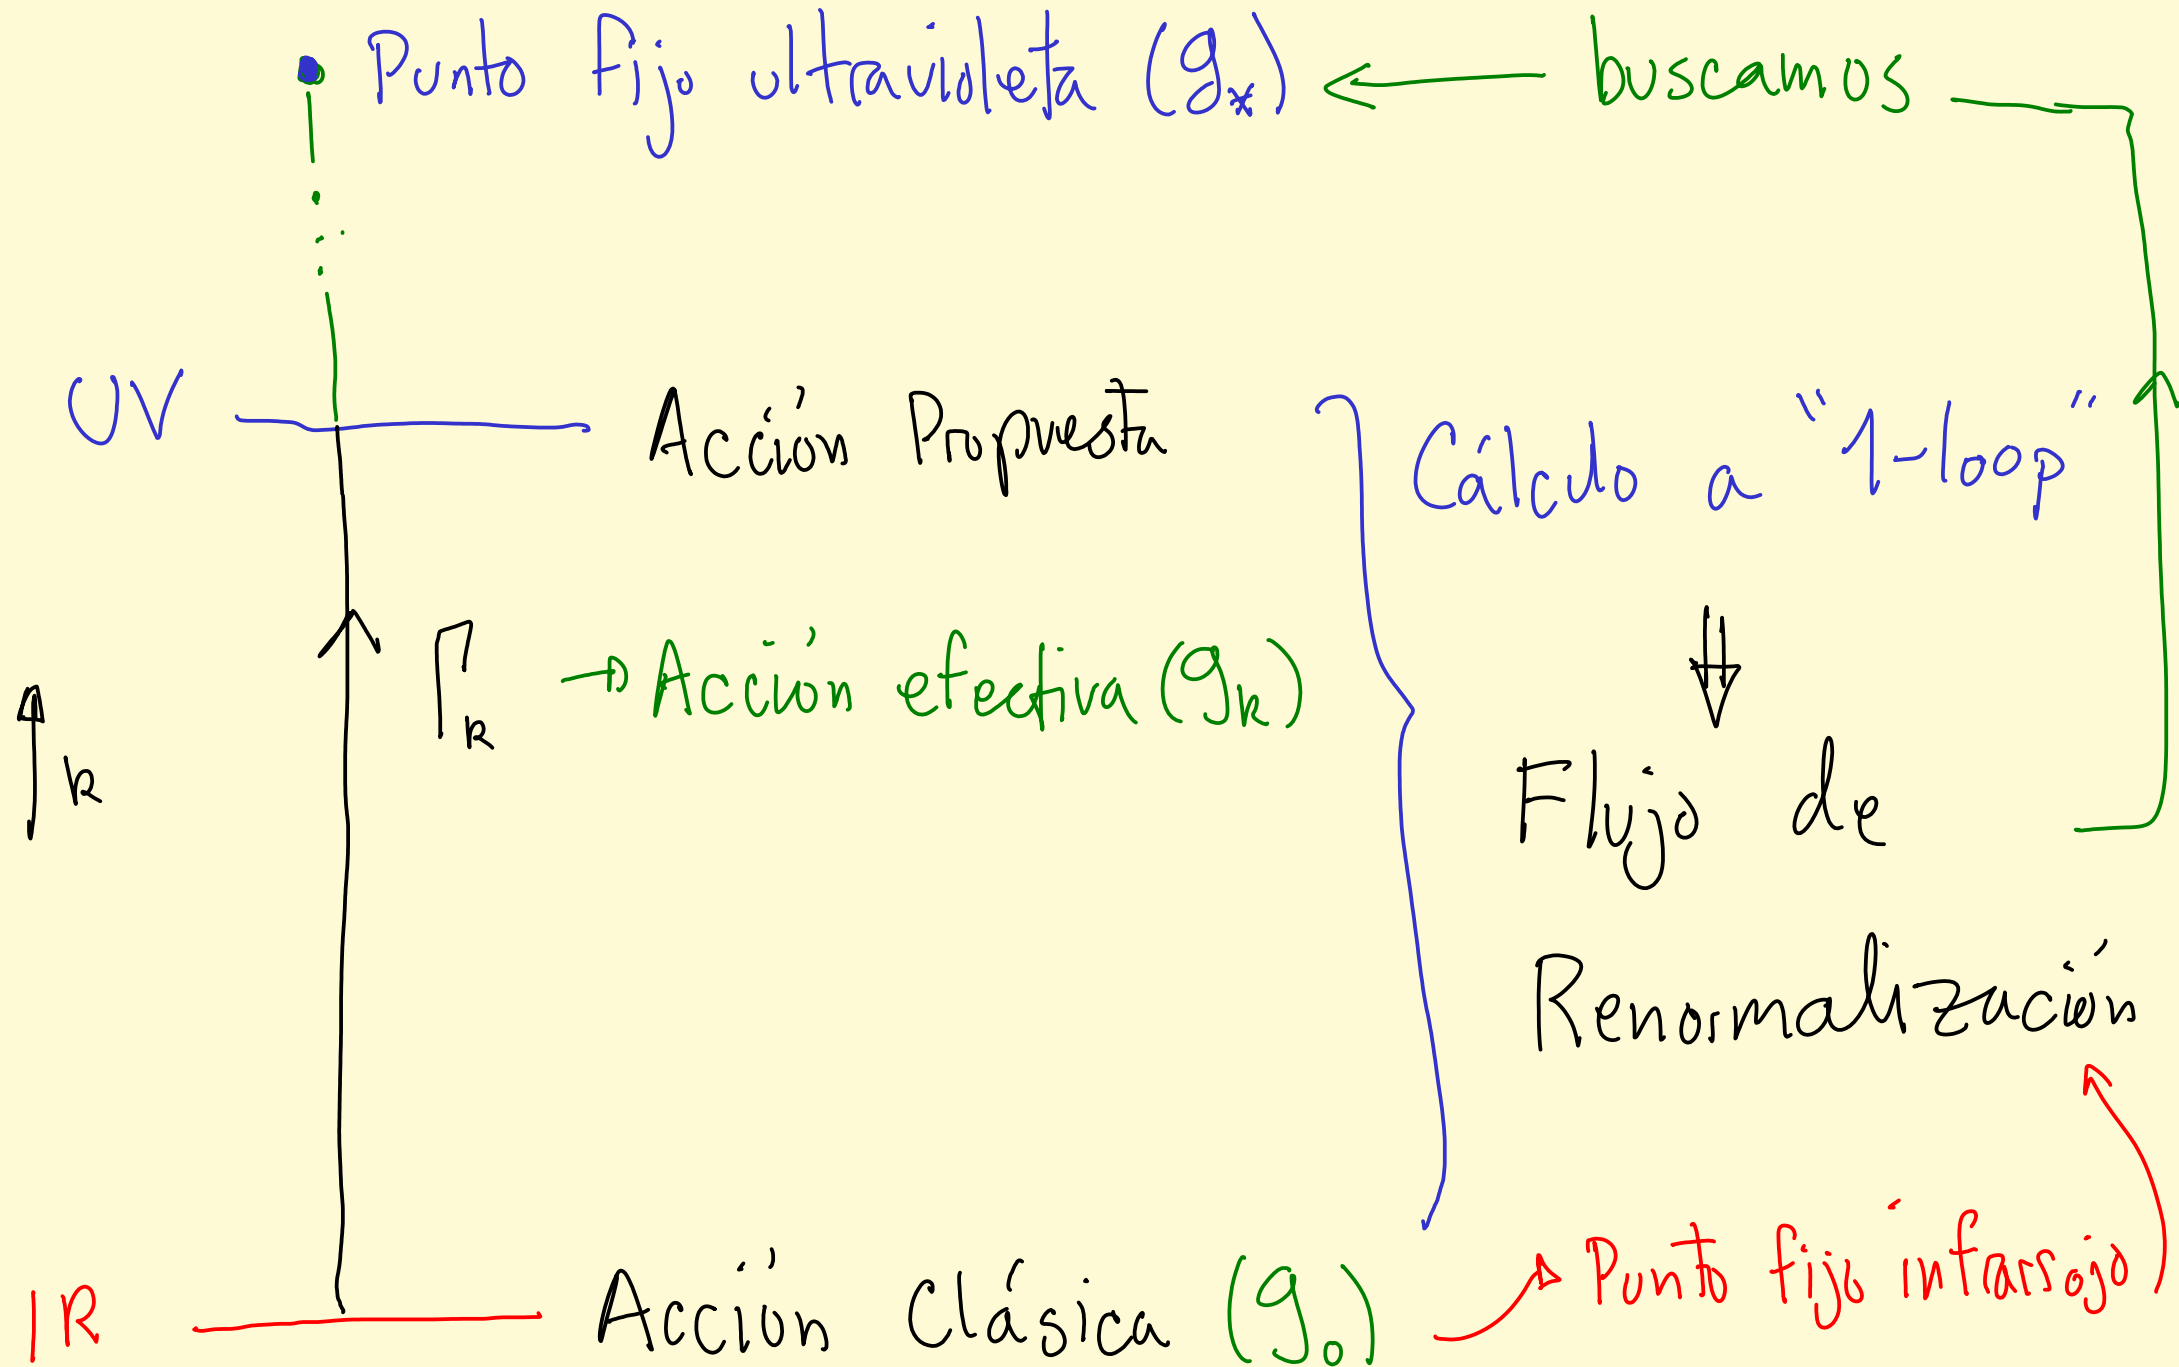 Punto fijo ultravioleta (g*) ← buscamos
UV Acción Propuesta
Cálculo a "1-loop"
Γk → Acción efectiva (gk)
⇓
k
Flujo de
Renormalización
IR Acción Clásica (g0) → Punto fijo infarrojo